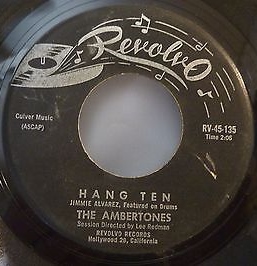 Revolvo
Culver Music
(ASCAP)
RV-45-135
Time 2:06
HANG TEN
JIMMIE ALVAREZ, Featured on Drums
THE AMBERTONES
Session Directed by Lee Redman
REVOLVO RECORDS
Hollywood 28, California